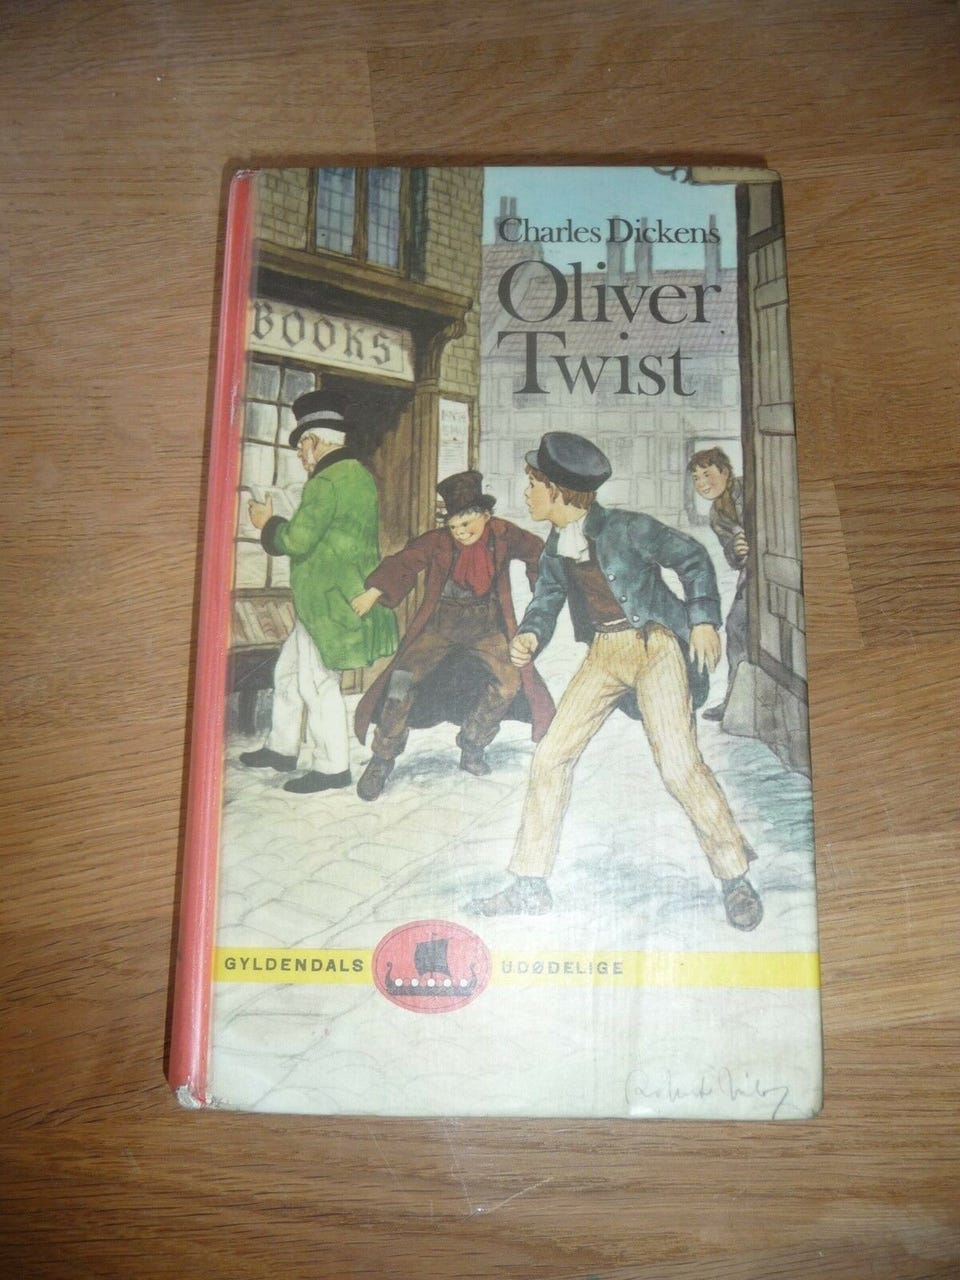 Charles Dickens
Oliver
Twist
BOOKS
GYLDENDALS UDØDELIGE